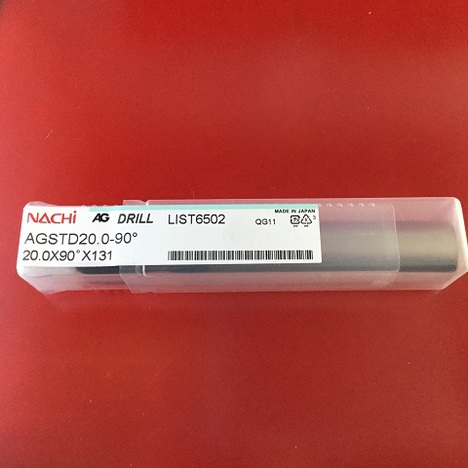 MADE IN JAPAN
NACHi AG DRILL LIST6502 QG11
AGSTD20.0-90°
20.0X90°X131